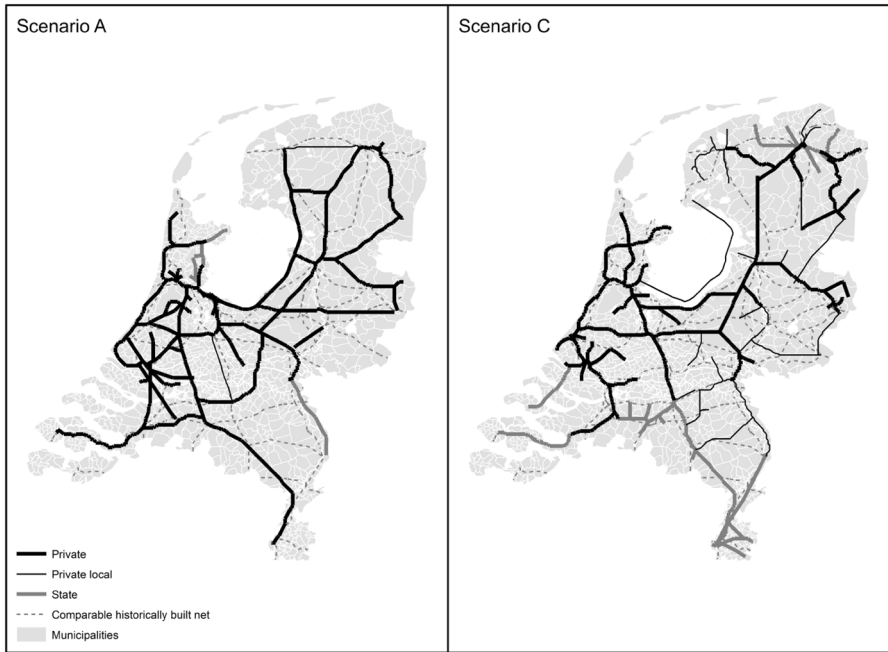 Scenario A
Scenario C
Private
Private local
State
Comparable historically built net
Municipalities